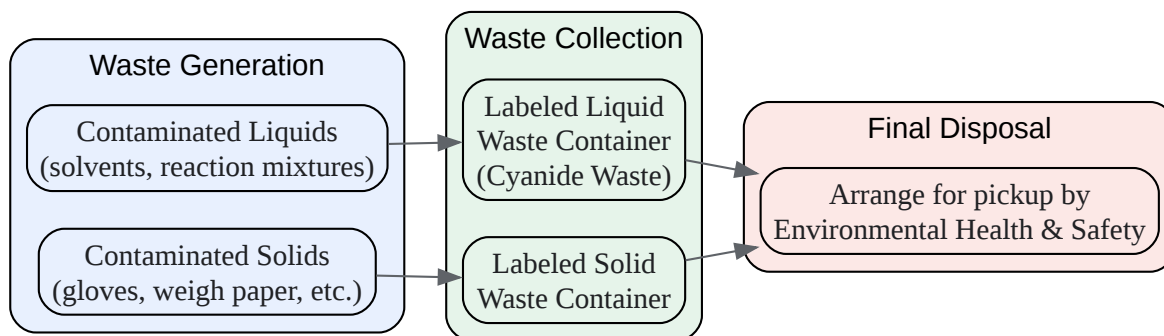 Waste Generation
Contaminated Liquids
(solvents, reaction mixtures)
Contaminated Solids
(gloves, weigh paper, etc.)
Waste Collection
Labeled Liquid
Waste Container
(Cyanide Waste)
Labeled Solid
Waste Container
Final Disposal
Arrange for pickup by
Environmental Health & Safety